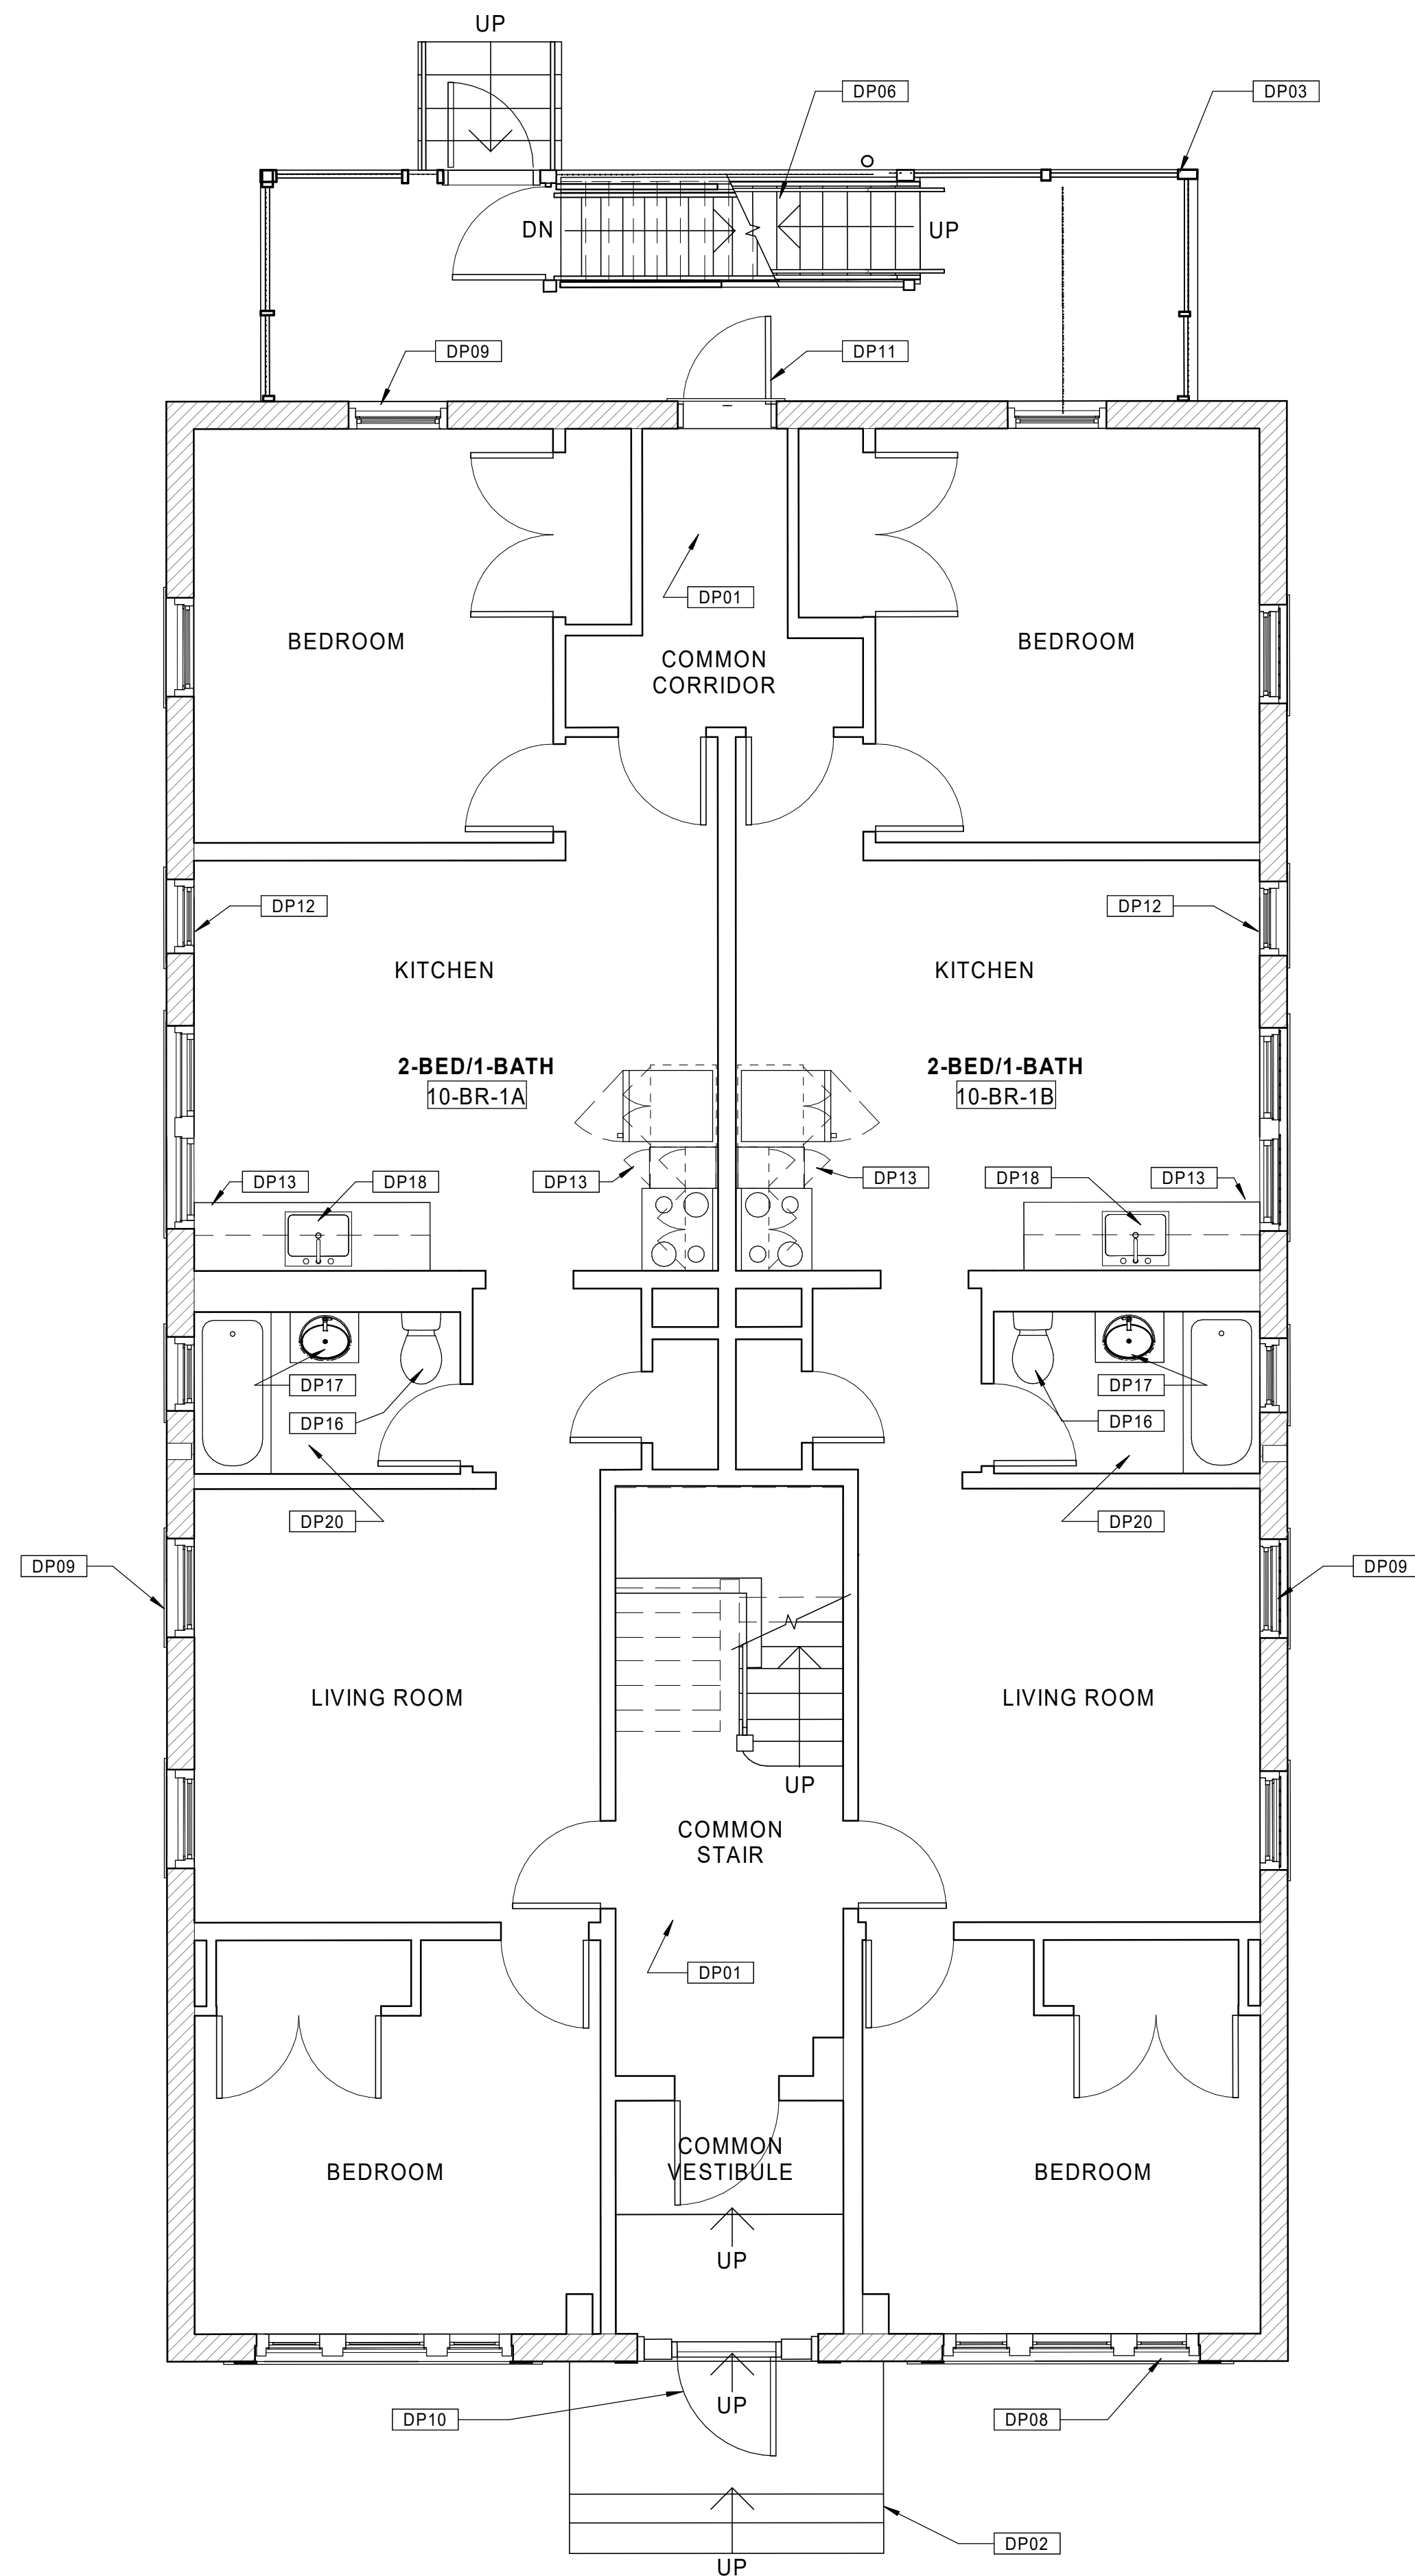 UP
DP06
DP03
DN
UP
DP09
DP11
DP01
BEDROOM
COMMON
CORRIDOR
BEDROOM
DP12
DP12
KITCHEN
KITCHEN
2-BED/1-BATH
10-BR-1A
2-BED/1-BATH
10-BR-1B
DP13
DP18
DP13
DP13
DP18
DP13
DP17
DP16
DP17
DP16
DP20
DP20
DP09
DP09
LIVING ROOM
LIVING ROOM
UP
COMMON
STAIR
DP01
COMMON
VESTIBULE
BEDROOM
BEDROOM
UP
UP
DP10
DP08
DP02
UP